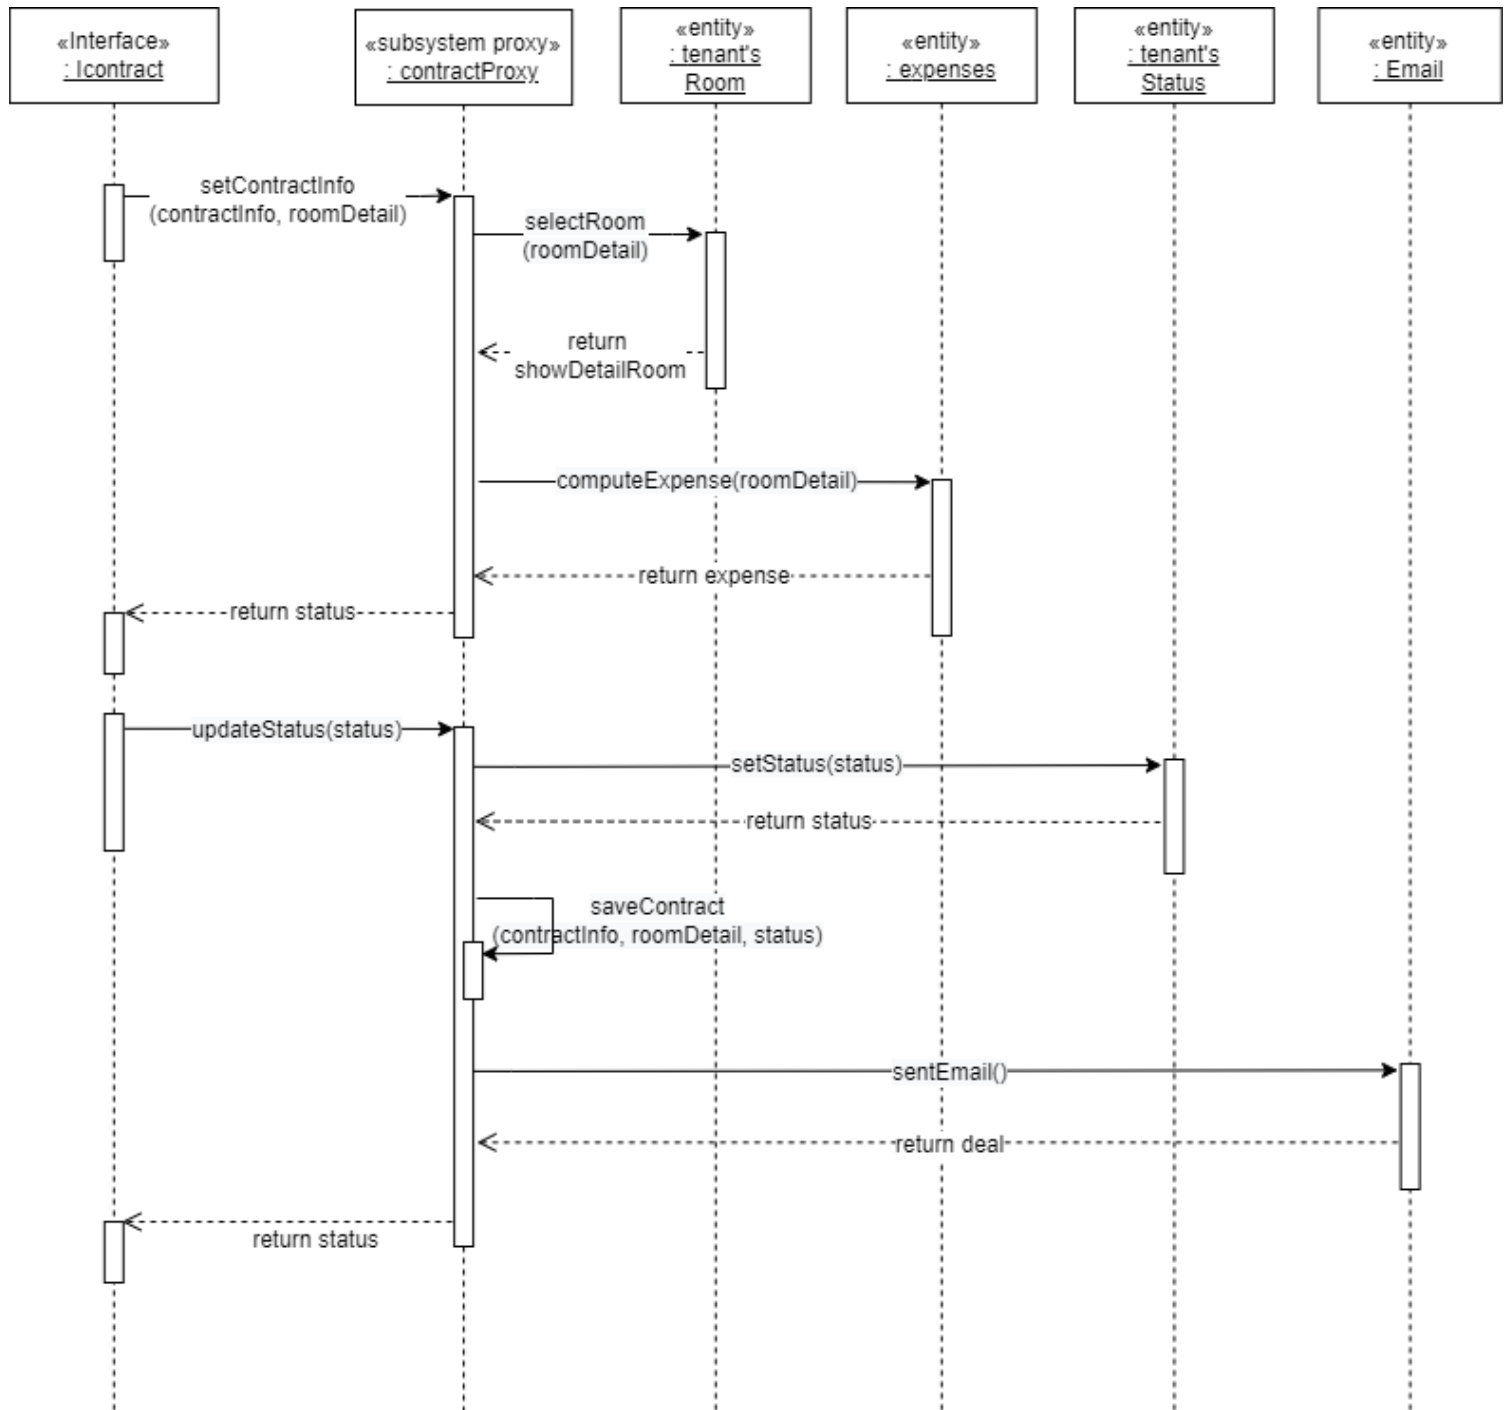 «Interface»
: Icontract
«subsystem proxy»
: contractProxy
«entity»
: tenant's
Room
«entity»
: expenses
«entity»
: tenant's
Status
«entity»
: Email
setContractInfo
(contractInfo, roomDetail)
selectRoom
(roomDetail)
return
showDetailRoom
computeExpense(roomDetail)
return expense
return status
updateStatus(status)
setStatus(status)
return status
saveContract
(contractInfo, roomDetail, status)
sentEmail()
return deal
return status